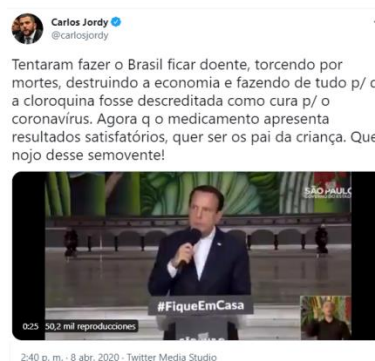 Carlos Jordy
@carlosjordy
Tentaram fazer o Brasil ficar doente, torcendo por
mortes, destruindo a economia e fazendo de tudo p/
a cloroquina fosse descreditada como cura p/ o
coronavírus. Agora q o medicamento apresenta
resultados satisfatórios, quer ser os pai da criança.
nojo desse semovente!
SÃO PAULO
#FiqueEmCasa
0:25 50,2 mil reproducciones
2:40 p. m. · 8 abr. 2020 · Twitter Media Studio